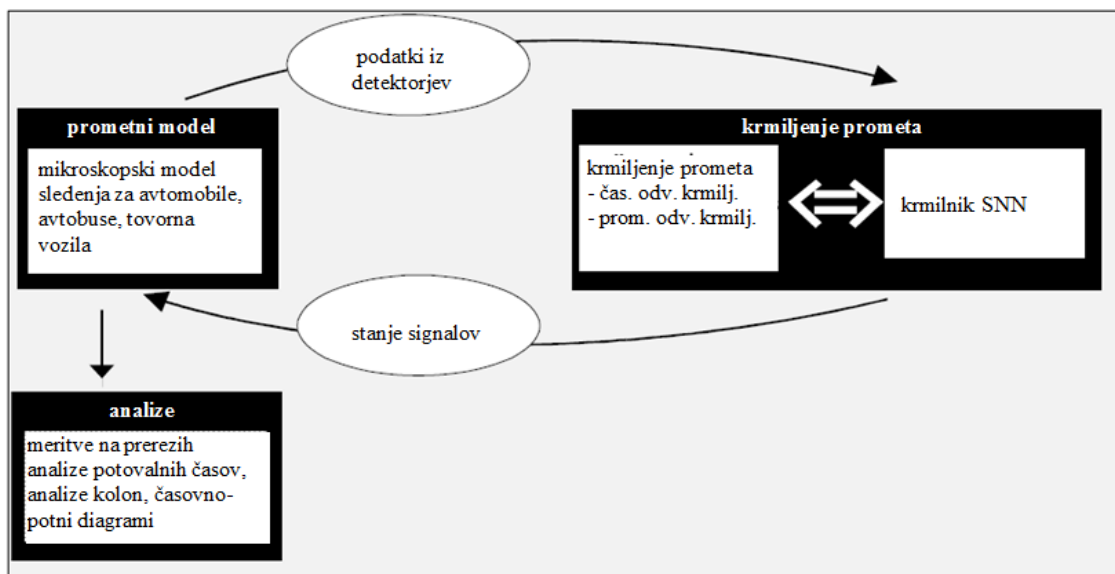 podatki iz
detektorjev
prometni model
mikroskopski model
sledenja za avtomobile,
avtobuse, tovorna
vozila
krmiljenje prometa
krmiljenje prometa
- čas. odv. krmilj.
- prom. odv. krmilj.
krmilnik SNN
stanje signalov
analize
meritve na prerezih
analize potovalnih časov,
analize kolon, časovno-
potni diagrami